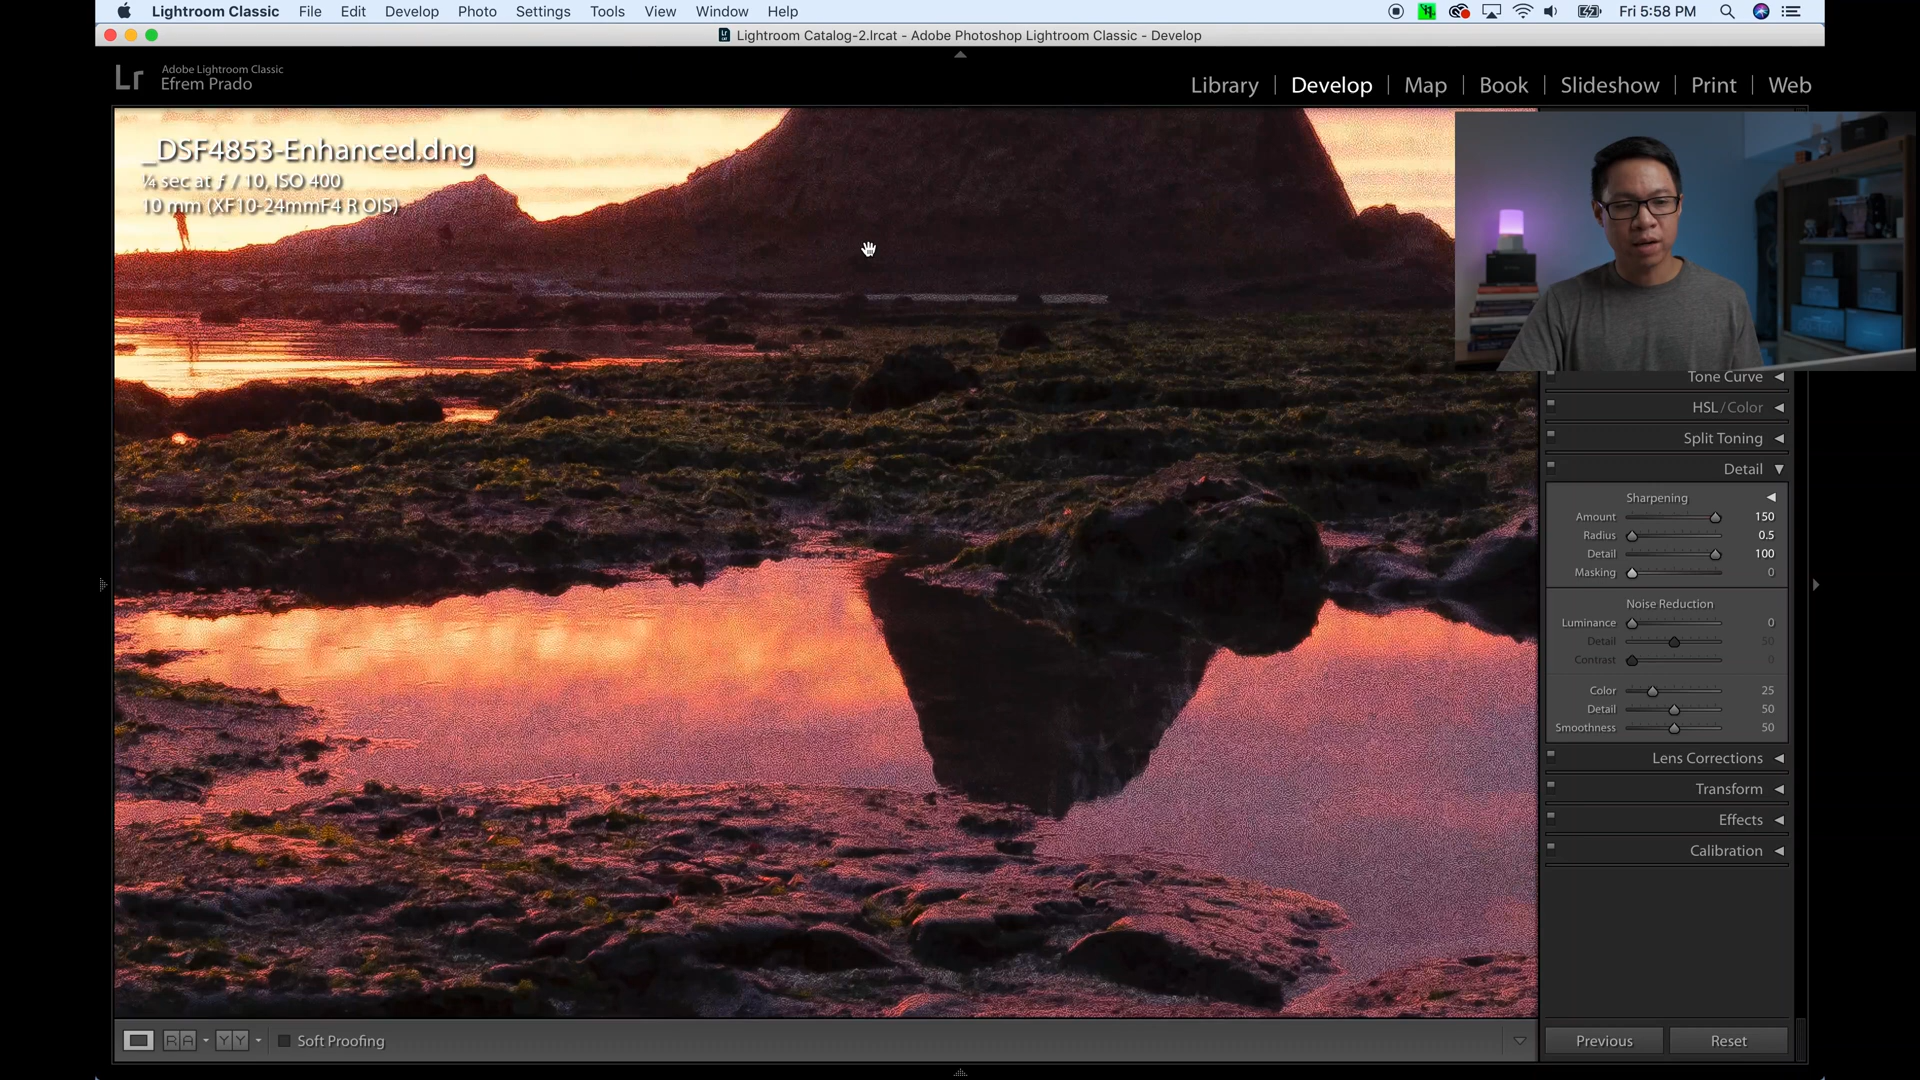 Lightroom Classic File Edit Develop Photo Settings Tools View Window Help Fri 5:58 PM
Lightroom Catalog-2.lrcat - Adobe Photoshop Lightroom Classic - Develop
Lr Adobe Lightroom Classic
Efrem Prado
Library | Develop | Map | Book | Slideshow | Print | Web
_DSF4853-Enhanced.dng
¼ sec at ƒ / 10, ISO 400
10 mm (XF10-24mmF4 R OIS)
Tone Curve
HSL / Color
Split Toning
Detail
Sharpening
Amount 150
Radius 0.5
Detail 100
Masking 0
Noise Reduction
Luminance 0
Detail 50
Contrast 0
Color 25
Detail 50
Smoothness 50
Lens Corrections
Transform
Effects
Calibration
R A Y Y Soft Proofing Previous Reset